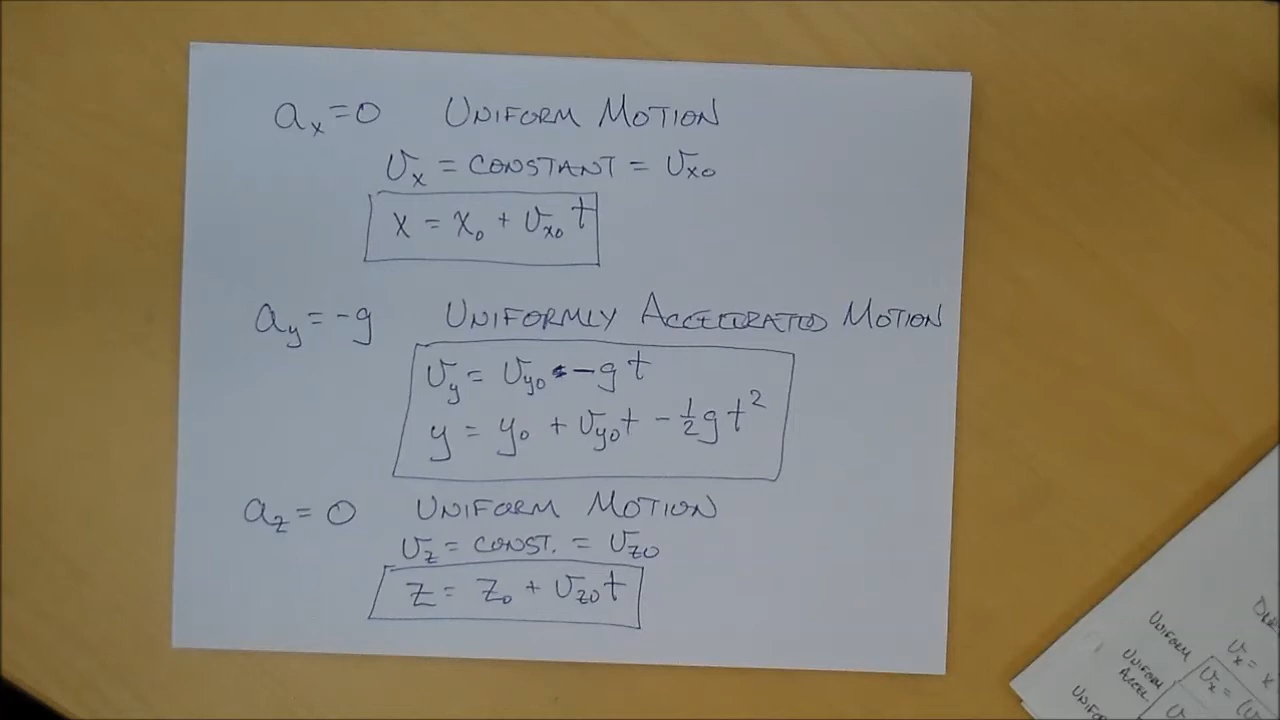 aₓ = 0 UNIFORM MOTION
vₓ = CONSTANT = vₓ₀
x = x₀ + vₓ₀ t
a_y = -g UNIFORMLY ACCELERATED MOTION
v_y = v_y0 - g t
y = y₀ + v_y0 t - ½ g t²
a_z = 0 UNIFORM MOTION
v_z = CONST. = v_z0
z = z₀ + v_z0 t
UNIFORM
vₓ = x
UNIFORM
ACCEL